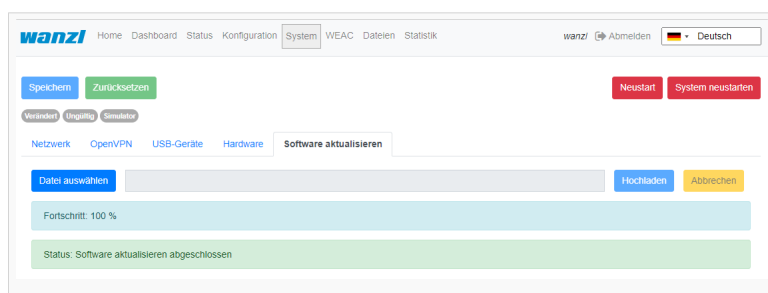 wanzl Home Dashboard Status Konfiguration System WEAC Dateien Statistik wanzl Abmelden Deutsch
Speichern Zurücksetzen Neustart System neustarten
Verändert Ungültig Simulator
Netzwerk OpenVPN USB-Geräte Hardware Software aktualisieren
Datei auswählen Hochladen Abbrechen
Fortschritt: 100 %
Status: Software aktualisieren abgeschlossen